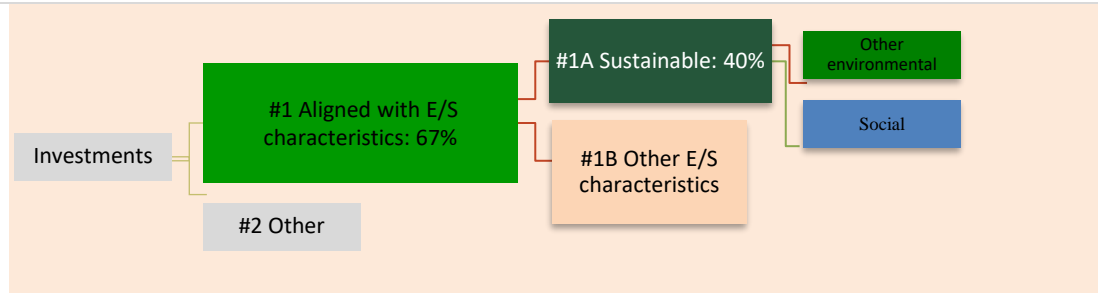 Investments
#1 Aligned with E/S
characteristics: 67%
#2 Other
#1A Sustainable: 40%
#1B Other E/S
characteristics
Other
environmental
Social